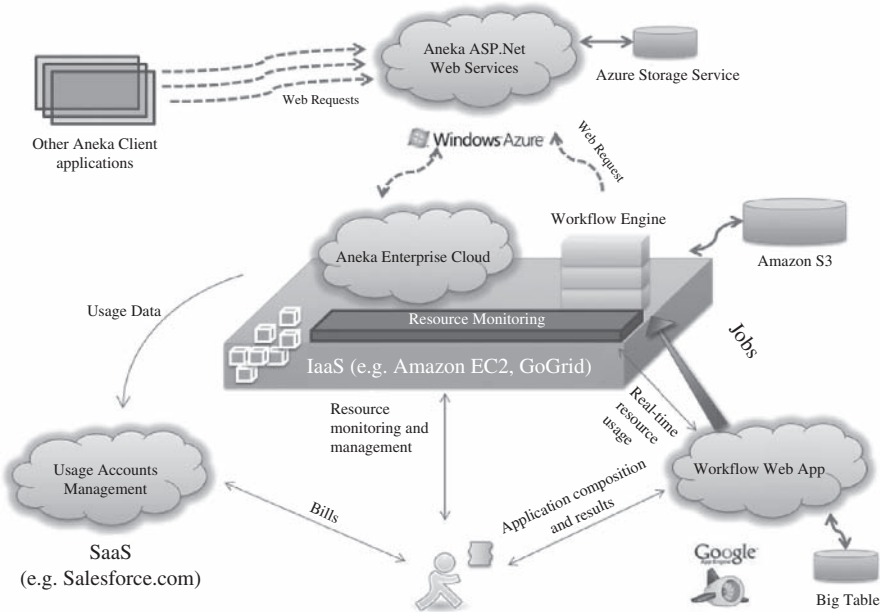 Aneka ASP.Net
Web Services
Azure Storage Service
Web Requests
Other Aneka Client
applications
Windows Azure
Web Request
Workflow Engine
Aneka Enterprise Cloud
Amazon S3
Usage Data
Resource Monitoring
IaaS (e.g. Amazon EC2, GoGrid)
Jobs
Resource
monitoring and
management
Real-time
resource
usage
Usage Accounts
Management
Workflow Web App
Bills
Application composition
and results
SaaS
(e.g. Salesforce.com)
Google
App Engine
Big Table